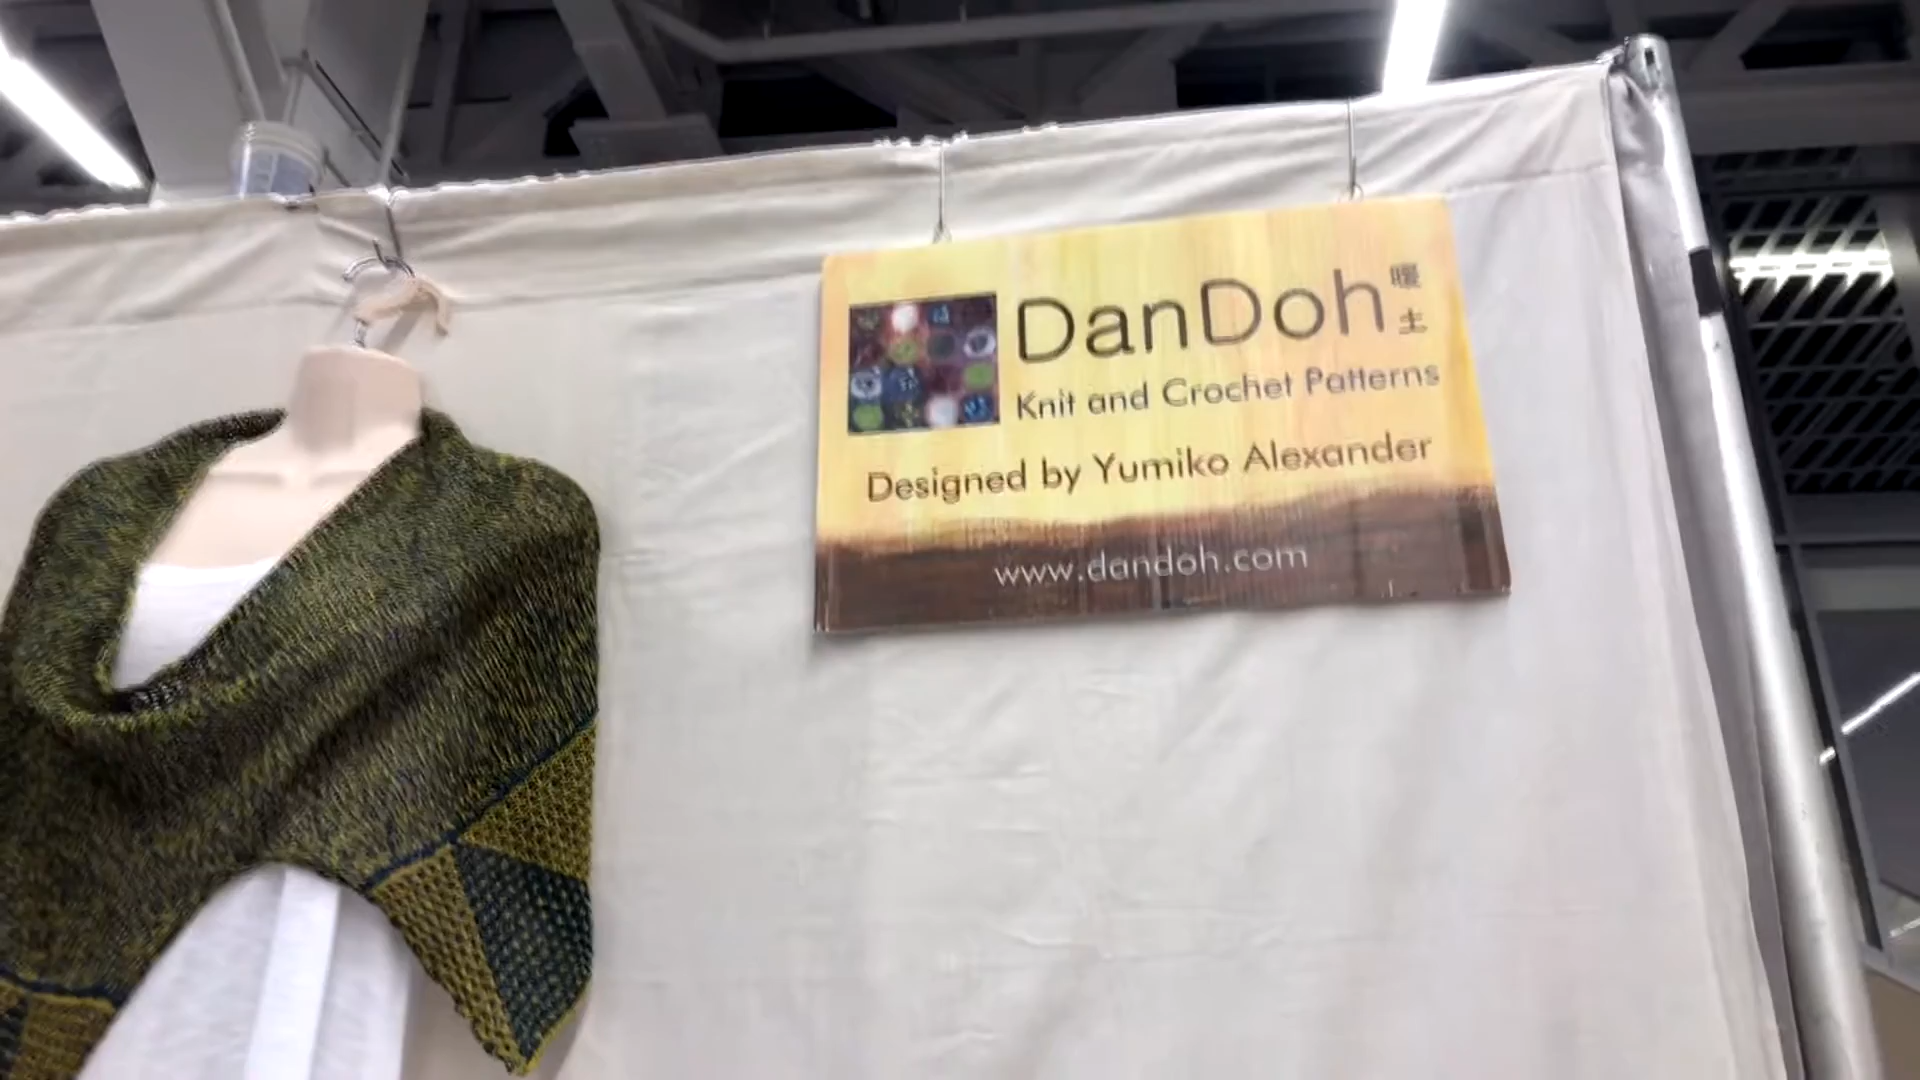 DanDoh
暖土
Knit and Crochet Patterns
Designed by Yumiko Alexander
www.dandoh.com